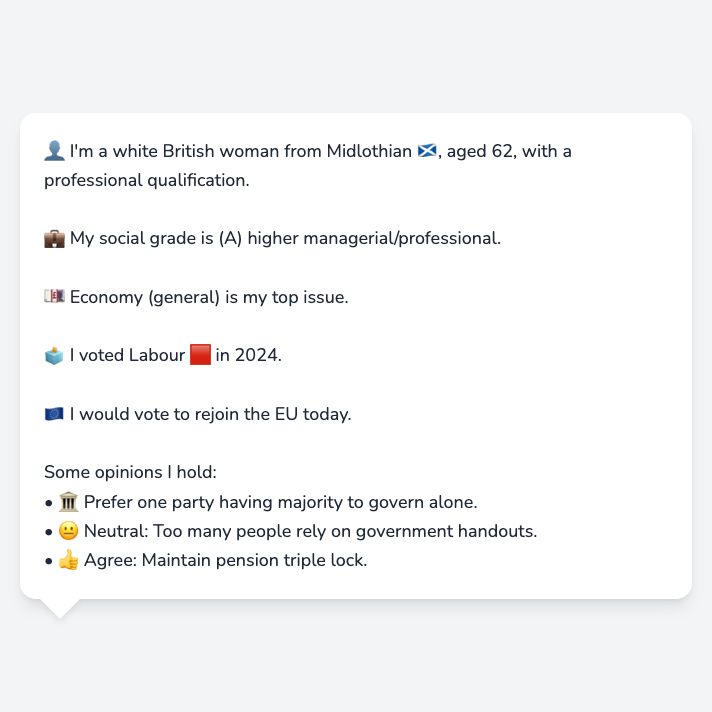 👤 I'm a white British woman from Midlothian 🏴󠁧󠁢󠁳󠁣󠁴󠁿, aged 62, with a
professional qualification.
💼 My social grade is (A) higher managerial/professional.
💷 Economy (general) is my top issue.
🗳️ I voted Labour 🟥 in 2024.
🇪🇺 I would vote to rejoin the EU today.
Some opinions I hold:
• 🏛️ Prefer one party having majority to govern alone.
• 😐 Neutral: Too many people rely on government handouts.
• 👍 Agree: Maintain pension triple lock.